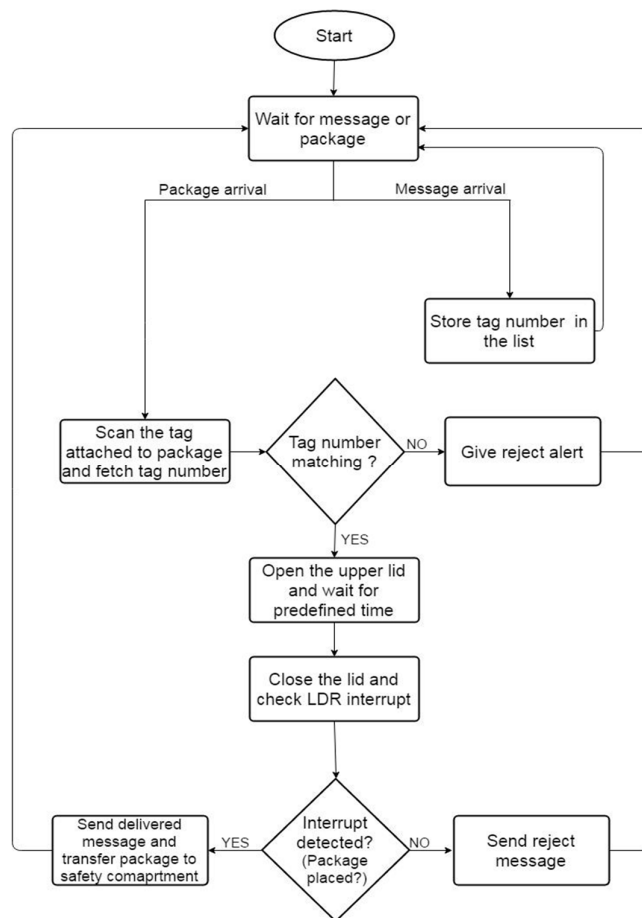 Start
Wait for message or
package
Package arrival
Message arrival
Store tag number in
the list
Scan the tag
attached to package
and fetch tag number
Tag number
matching ?
NO
Give reject alert
YES
Open the upper lid
and wait for
predefined time
Close the lid and
check LDR interrupt
Send delivered
message and
transfer package to
safety comaprtment
YES
Interrupt
detected?
(Package
placed?)
NO
Send reject
message